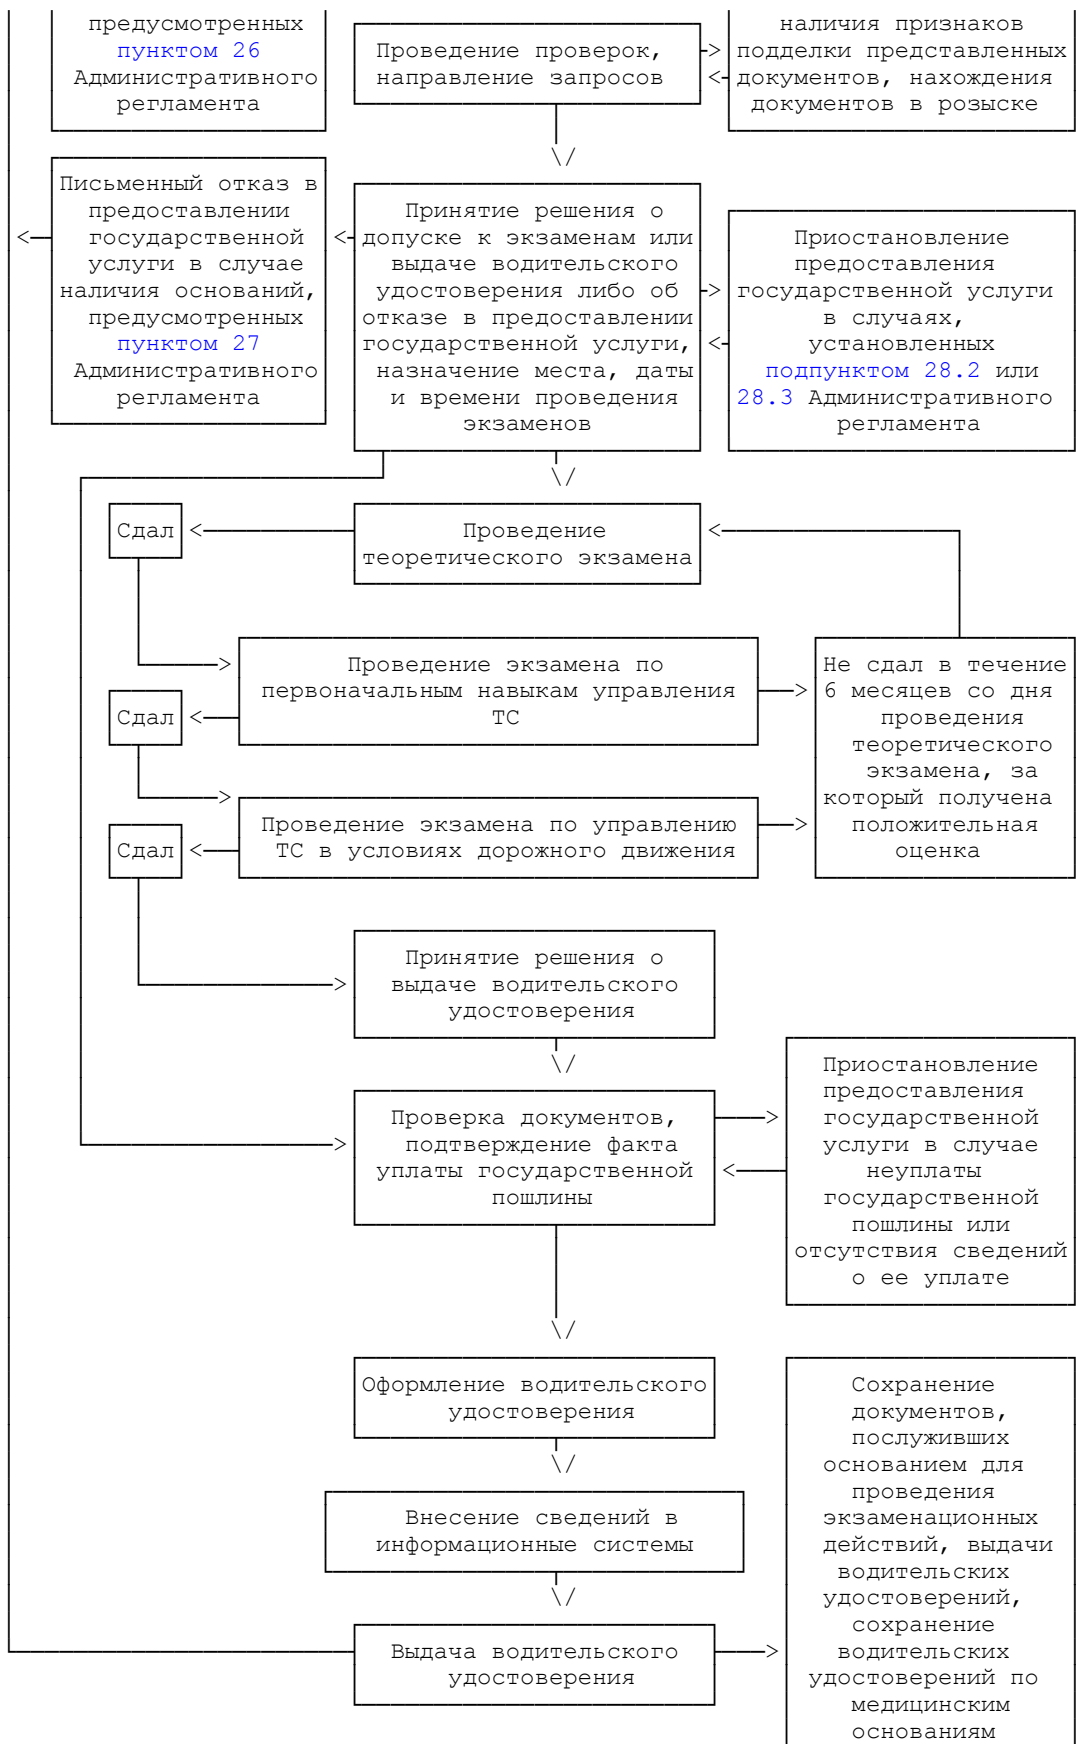 предусмотренных
пунктом 26
Административного
регламента
Проведение проверок,
направление запросов
наличия признаков
подделки представленных
документов, нахождения
документов в розыске
Письменный отказ в
предоставлении
государственной
услуги в случае
наличия оснований,
предусмотренных
пунктом 27
Административного
регламента
Принятие решения о
допуске к экзаменам или
выдаче водительского
удостоверения либо об
отказе в предоставлении
государственной услуги,
назначение места, даты
и времени проведения
экзаменов
Приостановление
предоставления
государственной услуги
в случаях,
установленных
подпунктом 28.2 или
28.3 Административного
регламента
Сдал
Проведение
теоретического экзамена
Проведение экзамена по
первоначальным навыкам управления
ТС
Не сдал в течение
6 месяцев со дня
проведения
теоретического
экзамена, за
который получена
положительная
оценка
Сдал
Проведение экзамена по управлению
ТС в условиях дорожного движения
Сдал
Принятие решения о
выдаче водительского
удостоверения
Проверка документов,
подтверждение факта
уплаты государственной
пошлины
Приостановление
предоставления
государственной
услуги в случае
неуплаты
государственной
пошлины или
отсутствия сведений
о ее уплате
Оформление водительского
удостоверения
Внесение сведений в
информационные системы
Выдача водительского
удостоверения
Сохранение
документов,
послуживших
основанием для
проведения
экзаменационных
действий, выдачи
водительских
удостоверений,
сохранение
водительских
удостоверений по
медицинским
основаниям